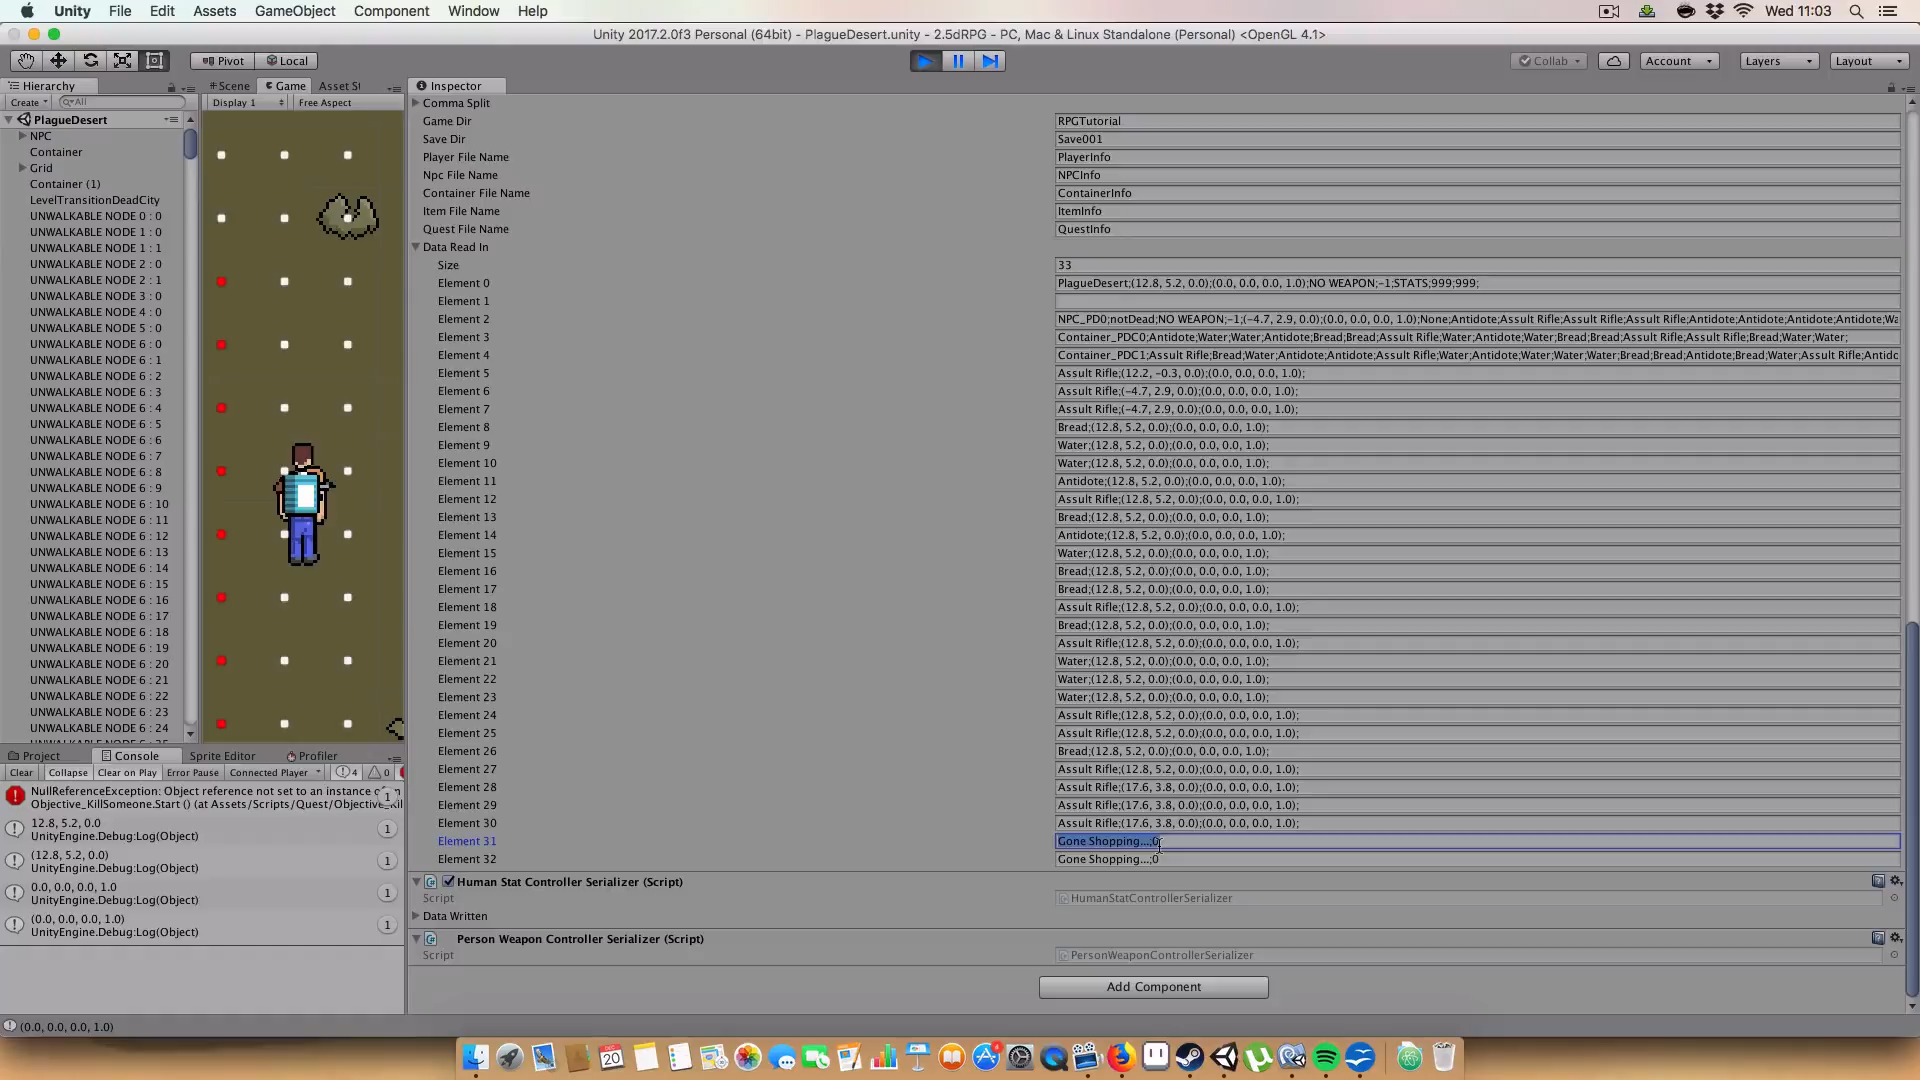 Unity File Edit Assets GameObject Component Window Help
Wed 11:03
Unity 2017.2.0f3 Personal (64bit) - PlagueDesert.unity - 2.5dRPG - PC, Mac & Linux Standalone (Personal) <OpenGL 4.1>
Pivot Local
Collab Account Layers Layout
Hierarchy
Create All
PlagueDesert
NPC
Container
Grid
Container (1)
LevelTransitionDeadCity
UNWALKABLE NODE 0 : 0
UNWALKABLE NODE 1 : 0
UNWALKABLE NODE 1 : 1
UNWALKABLE NODE 2 : 0
UNWALKABLE NODE 2 : 1
UNWALKABLE NODE 3 : 0
UNWALKABLE NODE 4 : 0
UNWALKABLE NODE 5 : 0
UNWALKABLE NODE 6 : 0
UNWALKABLE NODE 6 : 1
UNWALKABLE NODE 6 : 2
UNWALKABLE NODE 6 : 3
UNWALKABLE NODE 6 : 4
UNWALKABLE NODE 6 : 5
UNWALKABLE NODE 6 : 6
UNWALKABLE NODE 6 : 7
UNWALKABLE NODE 6 : 8
UNWALKABLE NODE 6 : 9
UNWALKABLE NODE 6 : 10
UNWALKABLE NODE 6 : 11
UNWALKABLE NODE 6 : 12
UNWALKABLE NODE 6 : 13
UNWALKABLE NODE 6 : 14
UNWALKABLE NODE 6 : 15
UNWALKABLE NODE 6 : 16
UNWALKABLE NODE 6 : 17
UNWALKABLE NODE 6 : 18
UNWALKABLE NODE 6 : 19
UNWALKABLE NODE 6 : 20
UNWALKABLE NODE 6 : 21
UNWALKABLE NODE 6 : 22
UNWALKABLE NODE 6 : 23
UNWALKABLE NODE 6 : 24
Scene Game Asset St
Display 1 Free Aspect
Inspector
Comma Split
Game Dir RPGTutorial
Save Dir Save001
Player File Name PlayerInfo
Npc File Name NPCInfo
Container File Name ContainerInfo
Item File Name ItemInfo
Quest File Name QuestInfo
Data Read In
Size 33
Element 0 PlagueDesert;(12.8, 5.2, 0.0);(0.0, 0.0, 0.0, 1.0);NO WEAPON;-1;STATS;999;999;
Element 1
Element 2 NPC_PD0;notDead;NO WEAPON;-1;(-4.7, 2.9, 0.0);(0.0, 0.0, 0.0, 1.0);None;Antidote;Assult Rifle;Assult Rifle;Assult Rifle;Antidote;Antidote;Antidote;Antidote;Wa
Element 3 Container_PDC0;Antidote;Water;Water;Antidote;Bread;Bread;Assult Rifle;Water;Antidote;Water;Bread;Bread;Assult Rifle;Assult Rifle;Bread;Water;Water;
Element 4 Container_PDC1;Assult Rifle;Bread;Water;Antidote;Antidote;Assult Rifle;Water;Antidote;Water;Water;Water;Bread;Bread;Antidote;Bread;Water;Assult Rifle;Antidc
Element 5 Assult Rifle;(12.2, -0.3, 0.0);(0.0, 0.0, 0.0, 1.0);
Element 6 Assult Rifle;(-4.7, 2.9, 0.0);(0.0, 0.0, 0.0, 1.0);
Element 7 Assult Rifle;(-4.7, 2.9, 0.0);(0.0, 0.0, 0.0, 1.0);
Element 8 Bread;(12.8, 5.2, 0.0);(0.0, 0.0, 0.0, 1.0);
Element 9 Water;(12.8, 5.2, 0.0);(0.0, 0.0, 0.0, 1.0);
Element 10 Water;(12.8, 5.2, 0.0);(0.0, 0.0, 0.0, 1.0);
Element 11 Antidote;(12.8, 5.2, 0.0);(0.0, 0.0, 0.0, 1.0);
Element 12 Assult Rifle;(12.8, 5.2, 0.0);(0.0, 0.0, 0.0, 1.0);
Element 13 Bread;(12.8, 5.2, 0.0);(0.0, 0.0, 0.0, 1.0);
Element 14 Antidote;(12.8, 5.2, 0.0);(0.0, 0.0, 0.0, 1.0);
Element 15 Water;(12.8, 5.2, 0.0);(0.0, 0.0, 0.0, 1.0);
Element 16 Bread;(12.8, 5.2, 0.0);(0.0, 0.0, 0.0, 1.0);
Element 17 Bread;(12.8, 5.2, 0.0);(0.0, 0.0, 0.0, 1.0);
Element 18 Assult Rifle;(12.8, 5.2, 0.0);(0.0, 0.0, 0.0, 1.0);
Element 19 Bread;(12.8, 5.2, 0.0);(0.0, 0.0, 0.0, 1.0);
Element 20 Assult Rifle;(12.8, 5.2, 0.0);(0.0, 0.0, 0.0, 1.0);
Element 21 Water;(12.8, 5.2, 0.0);(0.0, 0.0, 0.0, 1.0);
Element 22 Water;(12.8, 5.2, 0.0);(0.0, 0.0, 0.0, 1.0);
Element 23 Water;(12.8, 5.2, 0.0);(0.0, 0.0, 0.0, 1.0);
Element 24 Assult Rifle;(12.8, 5.2, 0.0);(0.0, 0.0, 0.0, 1.0);
Element 25 Assult Rifle;(12.8, 5.2, 0.0);(0.0, 0.0, 0.0, 1.0);
Element 26 Bread;(12.8, 5.2, 0.0);(0.0, 0.0, 0.0, 1.0);
Element 27 Assult Rifle;(12.8, 5.2, 0.0);(0.0, 0.0, 0.0, 1.0);
Element 28 Assult Rifle;(17.6, 3.8, 0.0);(0.0, 0.0, 0.0, 1.0);
Element 29 Assult Rifle;(17.6, 3.8, 0.0);(0.0, 0.0, 0.0, 1.0);
Element 30 Assult Rifle;(17.6, 3.8, 0.0);(0.0, 0.0, 0.0, 1.0);
Element 31 Gone Shopping...;0
Element 32 Gone Shopping...;0
Human Stat Controller Serializer (Script)
Script HumanStatControllerSerializer
Data Written
Person Weapon Controller Serializer (Script)
Script PersonWeaponControllerSerializer
Add Component
Project Console Sprite Editor Profiler
Clear Collapse Clear on Play Error Pause Connected Player 4 0
NullReferenceException: Object reference not set to an instance of 1
Objective_KillSomeone.Start () (at Assets/Scripts/Quest/Objective_Kil
12.8, 5.2, 0.0 1
UnityEngine.Debug:Log(Object)
(12.8, 5.2, 0.0) 1
UnityEngine.Debug:Log(Object)
0.0, 0.0, 0.0, 1.0 1
UnityEngine.Debug:Log(Object)
(0.0, 0.0, 0.0, 1.0) 1
UnityEngine.Debug:Log(Object)
(0.0, 0.0, 0.0, 1.0)
DEC
20